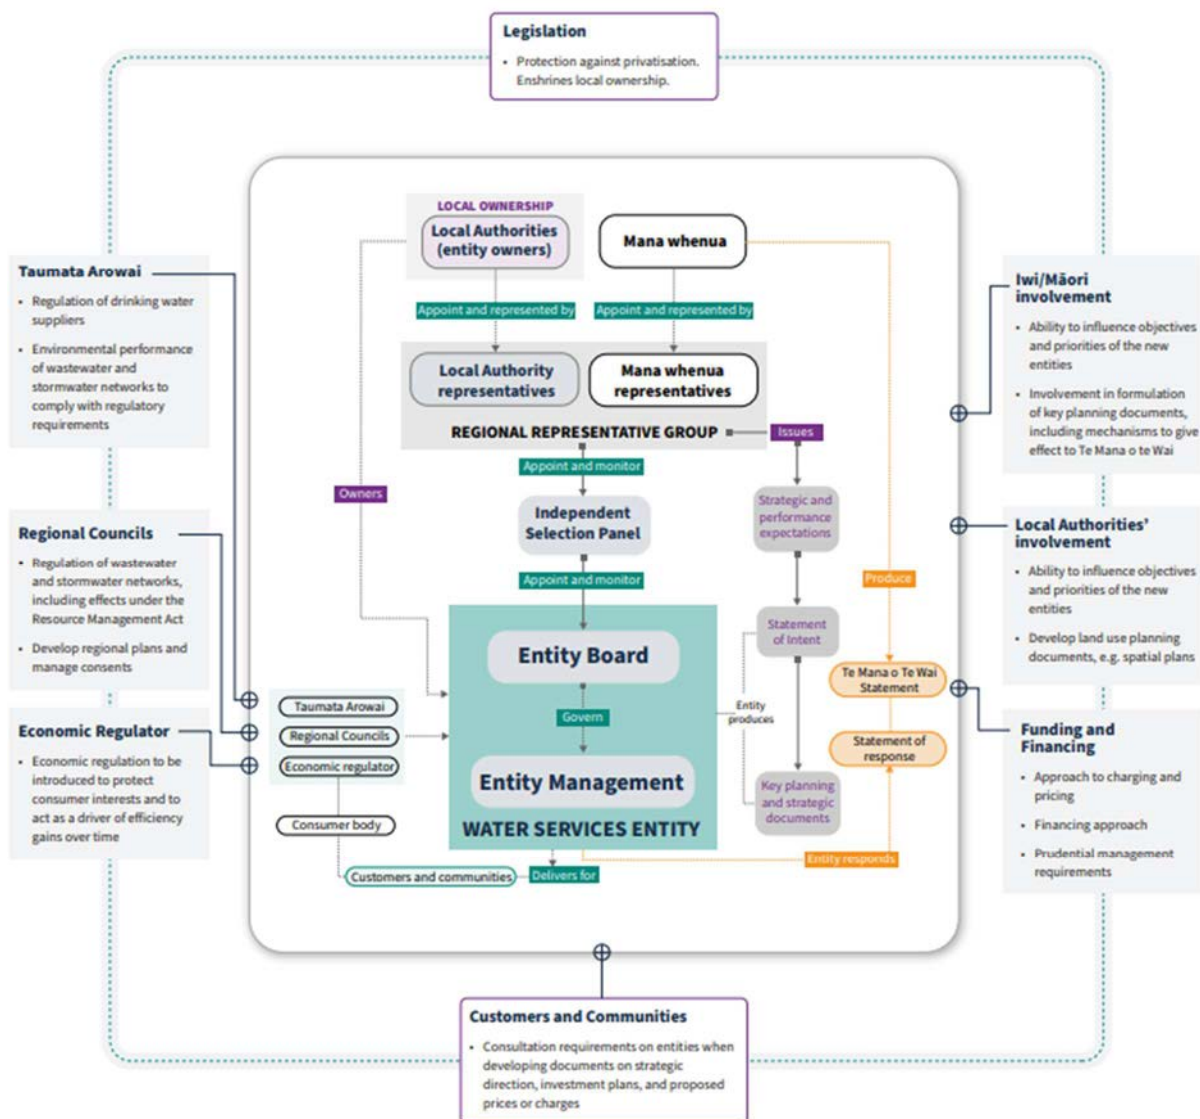 Legislation
• Protection against privatisation.
Enshrines local ownership.
LOCAL OWNERSHIP
Local Authorities
(entity owners)
Mana whenua
Appoint and represented by
Appoint and represented by
Local Authority
representatives
Mana whenua
representatives
REGIONAL REPRESENTATIVE GROUP
Issues
Appoint and monitor
Owners
Independent
Selection Panel
Strategic and
performance
expectations
Appoint and monitor
Produce
Entity Board
Statement
of Intent
Govern
Entity
produces
Te Mana o Te Wai
Statement
Statement of
response
Entity Management
Key planning
and strategic
documents
WATER SERVICES ENTITY
Taumata Arowai
Regional Councils
Economic regulator
Consumer body
Customers and communities
Delivers for
Entity responds
Taumata Arowai
• Regulation of drinking water
suppliers
• Environmental performance
of wastewater and
stormwater networks to
comply with regulatory
requirements
Regional Councils
• Regulation of wastewater
and stormwater networks,
including effects under the
Resource Management Act
• Develop regional plans and
manage consents
Economic Regulator
• Economic regulation to be
introduced to protect
consumer interests and to
act as a driver of efficiency
gains over time
Iwi/Māori
involvement
• Ability to influence objectives
and priorities of the new
entities
• Involvement in formulation
of key planning documents,
including mechanisms to give
effect to Te Mana o te Wai
Local Authorities'
involvement
• Ability to influence objectives
and priorities of the new
entities
• Develop land use planning
documents, e.g. spatial plans
Funding and
Financing
• Approach to charging and
pricing
• Financing approach
• Prudential management
requirements
Customers and Communities
• Consultation requirements on entities when
developing documents on strategic
direction, investment plans, and proposed
prices or charges